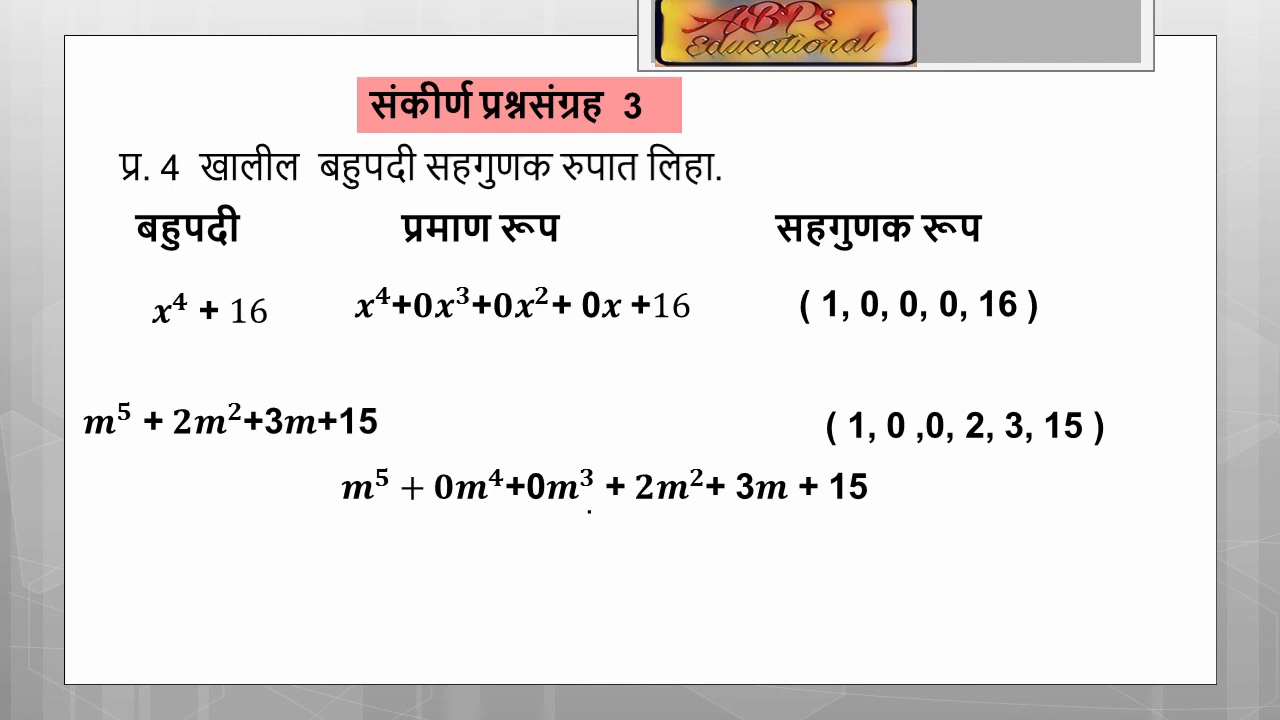 ABPs
Educational
संकीर्ण प्रश्नसंग्रह 3
प्र. 4 खालील बहुपदी सहगुणक रुपात लिहा.
बहुपदी प्रमाण रूप सहगुणक रूप
x⁴ + 16 x⁴+0x³+0x²+ 0x +16 ( 1, 0, 0, 0, 16 )
m⁵ + 2m²+3m+15 ( 1, 0 ,0, 2, 3, 15 )
m⁵ + 0m⁴+0m³ + 2m²+ 3m + 15
.